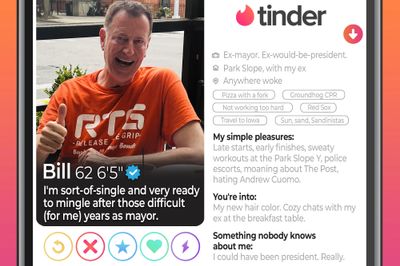 tinder
Ex-mayor. Ex-would-be-president.
Park Slope, with my ex
Anywhere woke
Pizza with a fork
Groundhog CPR
Not working too hard
Red Sox
Travel to Iowa
Sun, sand, Sandinistas
My simple pleasures:
Late starts, early finishes, sweaty
workouts at the Park Slope Y, police
escorts, moaning about The Post,
hating Andrew Cuomo.
You're into:
My new hair color. Cozy chats with my
ex at the breakfast table.
Something nobody knows
about me:
I could have been president. Really.
RTS
RELEASE GRIP
Bill 62 6'5"
I'm sort-of-single and very ready
to mingle after those difficult
(for me) years as mayor.